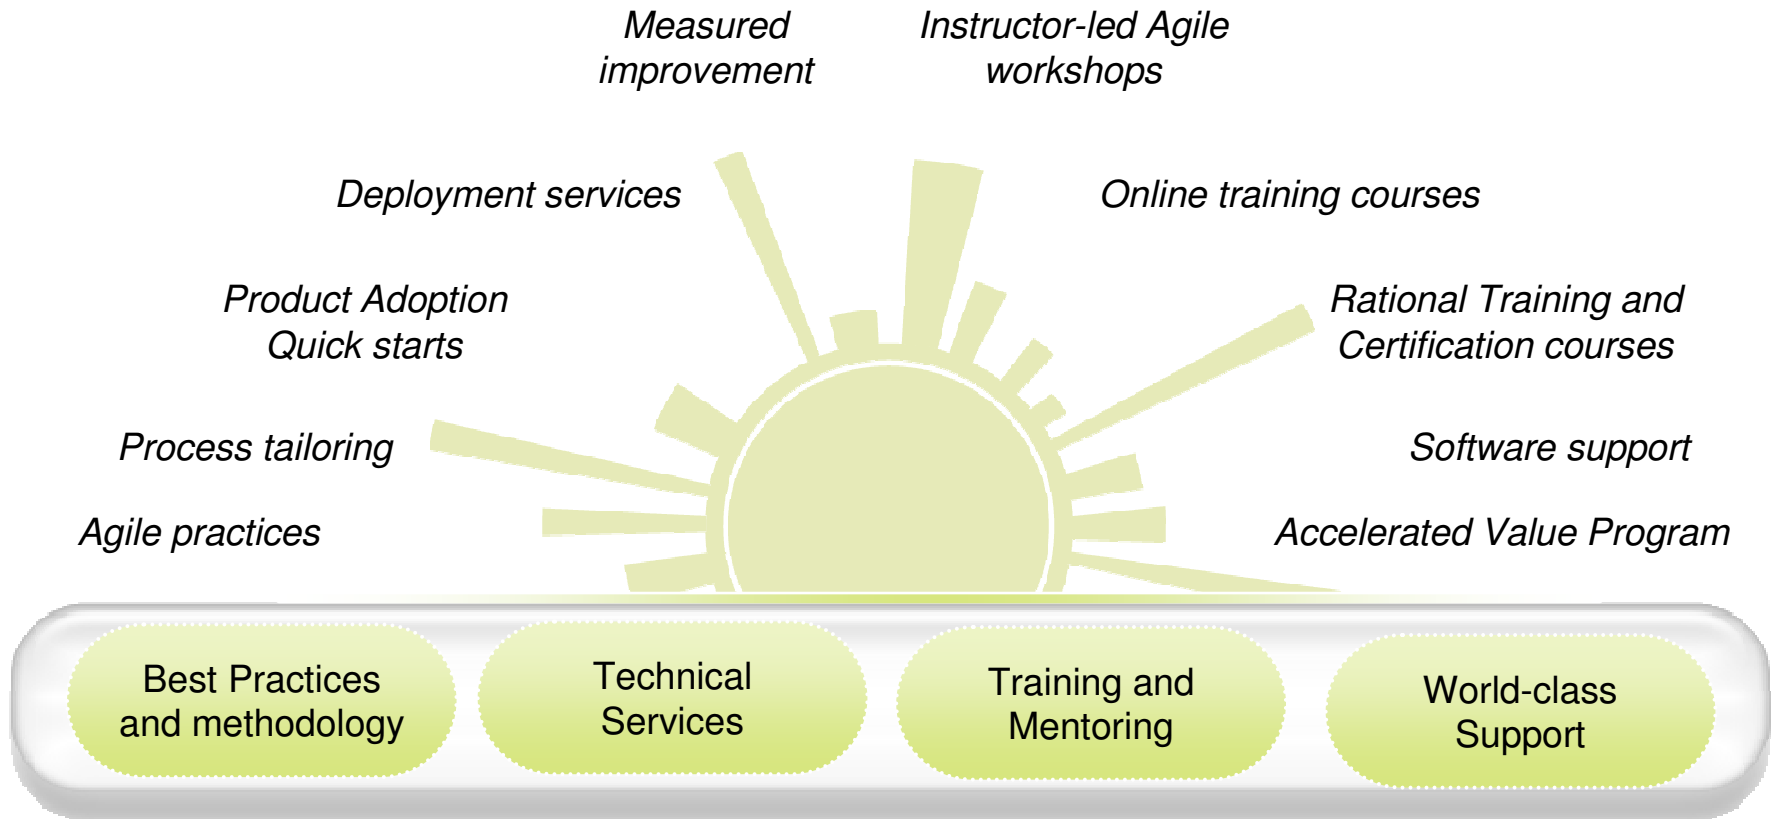 Measured
improvement
Instructor-led Agile
workshops
Deployment services
Online training courses
Product Adoption
Quick starts
Rational Training and
Certification courses
Process tailoring
Software support
Agile practices
Accelerated Value Program
Best Practices
and methodology
Technical
Services
Training and
Mentoring
World-class
Support